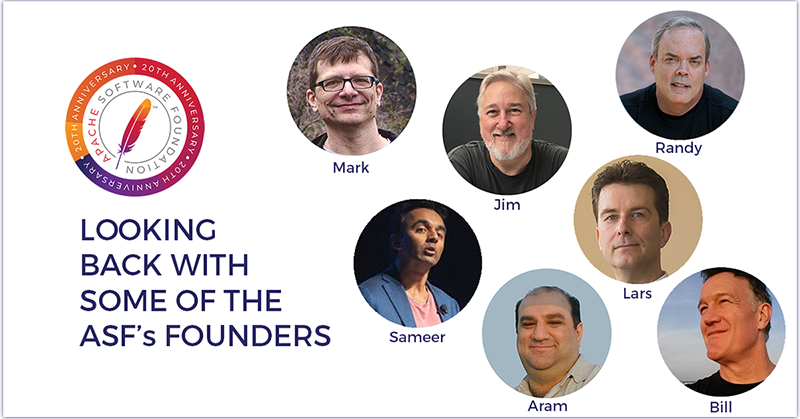 20TH ANNIVERSARY • 20TH ANNIVERSARY • 20TH ANNIVERSARY •
APACHE SOFTWARE FOUNDATION
LOOKING
BACK WITH
SOME OF THE
ASF's FOUNDERS
Mark
Jim
Randy
Sameer
Lars
Aram
Bill